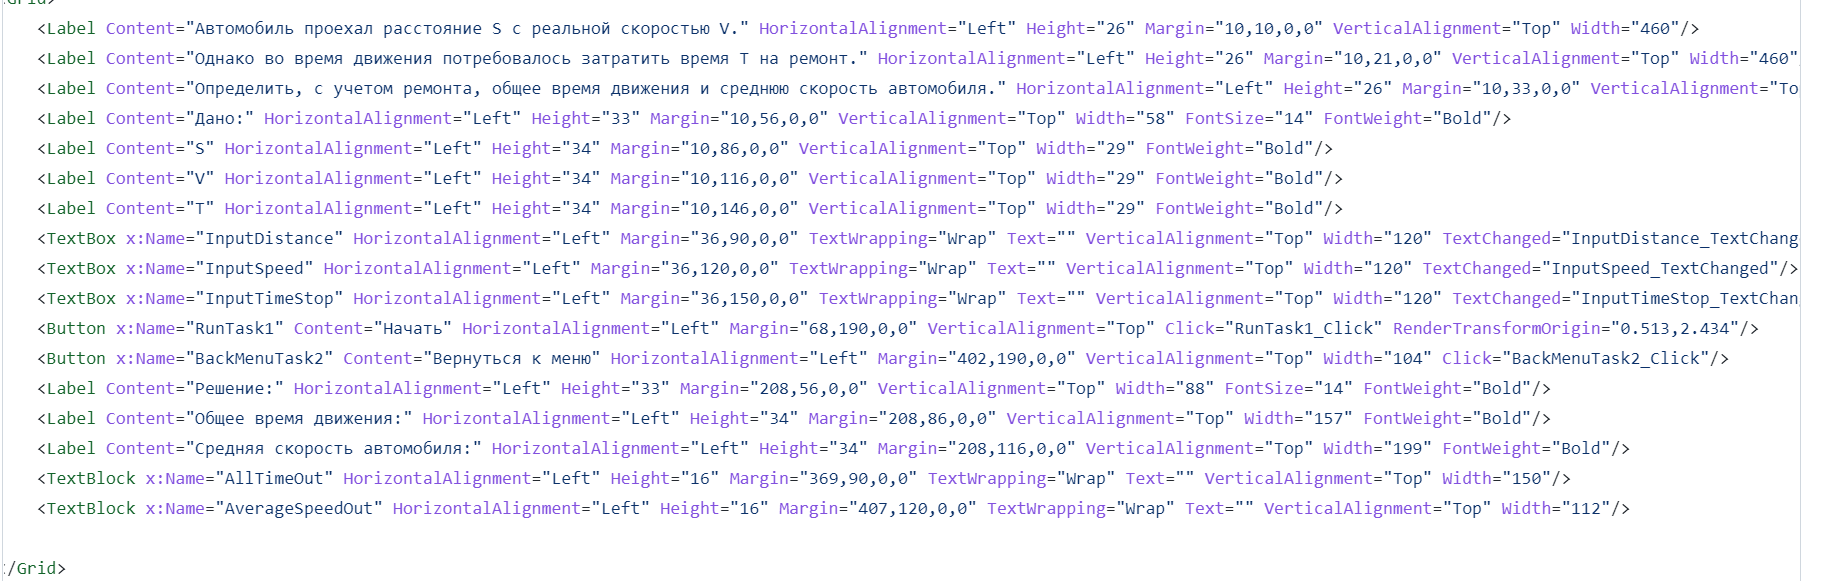 Grid>
<Label Content="Автомобиль проехал расстояние S с реальной скоростью V." HorizontalAlignment="Left" Height="26" Margin="10,10,0,0" VerticalAlignment="Top" Width="460"/>
<Label Content="Однако во время движения потребовалось затратить время T на ремонт." HorizontalAlignment="Left" Height="26" Margin="10,21,0,0" VerticalAlignment="Top" Width="460"
<Label Content="Определить, с учетом ремонта, общее время движения и среднюю скорость автомобиля." HorizontalAlignment="Left" Height="26" Margin="10,33,0,0" VerticalAlignment="To
<Label Content="Дано:" HorizontalAlignment="Left" Height="33" Margin="10,56,0,0" VerticalAlignment="Top" Width="58" FontSize="14" FontWeight="Bold"/>
<Label Content="S" HorizontalAlignment="Left" Height="34" Margin="10,86,0,0" VerticalAlignment="Top" Width="29" FontWeight="Bold"/>
<Label Content="V" HorizontalAlignment="Left" Height="34" Margin="10,116,0,0" VerticalAlignment="Top" Width="29" FontWeight="Bold"/>
<Label Content="T" HorizontalAlignment="Left" Height="34" Margin="10,146,0,0" VerticalAlignment="Top" Width="29" FontWeight="Bold"/>
<TextBox x:Name="InputDistance" HorizontalAlignment="Left" Margin="36,90,0,0" TextWrapping="Wrap" Text="" VerticalAlignment="Top" Width="120" TextChanged="InputDistance_TextChang
<TextBox x:Name="InputSpeed" HorizontalAlignment="Left" Margin="36,120,0,0" TextWrapping="Wrap" Text="" VerticalAlignment="Top" Width="120" TextChanged="InputSpeed_TextChanged"/>
<TextBox x:Name="InputTimeStop" HorizontalAlignment="Left" Margin="36,150,0,0" TextWrapping="Wrap" Text="" VerticalAlignment="Top" Width="120" TextChanged="InputTimeStop_TextChan
<Button x:Name="RunTask1" Content="Начать" HorizontalAlignment="Left" Margin="68,190,0,0" VerticalAlignment="Top" Click="RunTask1_Click" RenderTransformOrigin="0.513,2.434"/>
<Button x:Name="BackMenuTask2" Content="Вернуться к меню" HorizontalAlignment="Left" Margin="402,190,0,0" VerticalAlignment="Top" Width="104" Click="BackMenuTask2_Click"/>
<Label Content="Решение:" HorizontalAlignment="Left" Height="33" Margin="208,56,0,0" VerticalAlignment="Top" Width="88" FontSize="14" FontWeight="Bold"/>
<Label Content="Общее время движения:" HorizontalAlignment="Left" Height="34" Margin="208,86,0,0" VerticalAlignment="Top" Width="157" FontWeight="Bold"/>
<Label Content="Средняя скорость автомобиля:" HorizontalAlignment="Left" Height="34" Margin="208,116,0,0" VerticalAlignment="Top" Width="199" FontWeight="Bold"/>
<TextBlock x:Name="AllTimeOut" HorizontalAlignment="Left" Height="16" Margin="369,90,0,0" TextWrapping="Wrap" Text="" VerticalAlignment="Top" Width="150"/>
<TextBlock x:Name="AverageSpeedOut" HorizontalAlignment="Left" Height="16" Margin="407,120,0,0" TextWrapping="Wrap" Text="" VerticalAlignment="Top" Width="112"/>
/Grid>